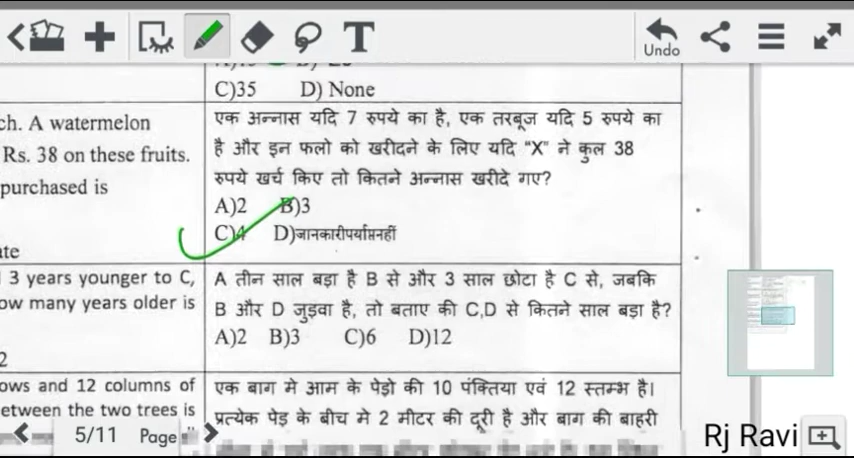 T
Undo
C)35 D) None
ch. A watermelon
Rs. 38 on these fruits.
purchased is
एक अन्नास यदि 7 रुपये का है, एक तरबूज यदि 5 रुपये का
है और इन फलो को खरीदने के लिए यदि "X" ने कुल 38
रुपये खर्च किए तो कितने अन्नास खरीदे गए?
A)2 B)3
C)4 D)जानकारीपर्याप्तनहीं
ate
3 years younger to C,
ow many years older is
2
A तीन साल बड़ा है B से और 3 साल छोटा है C से, जबकि
B और D जुड़वा है, तो बताए की C,D से कितने साल बड़ा है?
A)2 B)3 C)6 D)12
ows and 12 columns of
etween the two trees is
एक बाग मे आम के पेड़ो की 10 पंक्तिया एवं 12 स्तम्भ है।
प्रत्येक पेड़ के बीच मे 2 मीटर की दूरी है और बाग की बाहरी
5/11 Page
Rj Ravi